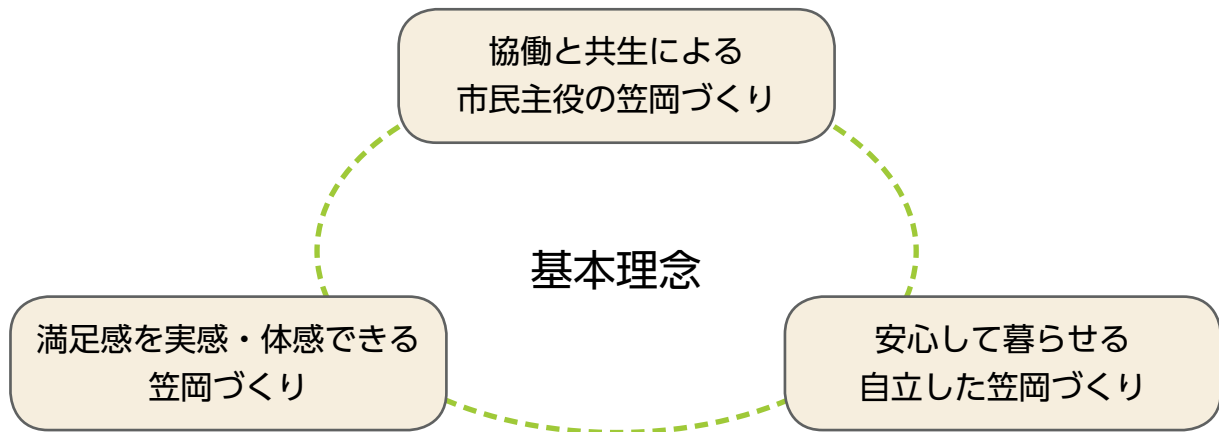 協働と共生による
市民主役の笠岡づくり
基本理念
満足感を実感・体感できる
笠岡づくり
安心して暮らせる
自立した笠岡づくり